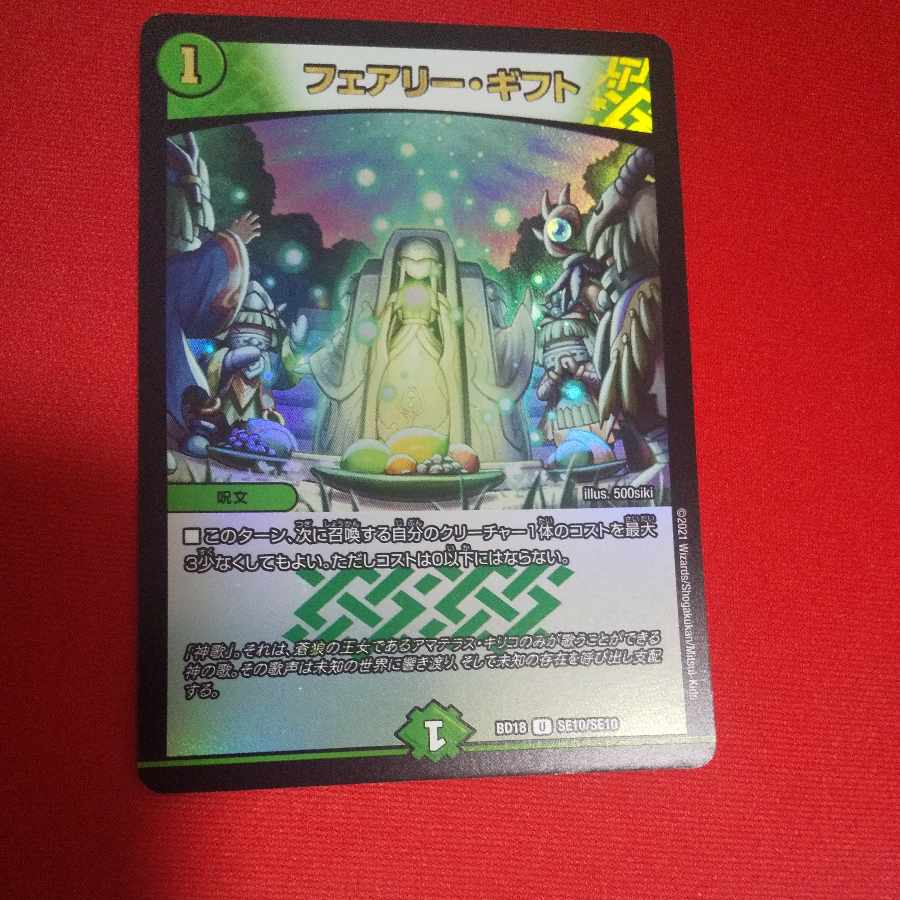 1
フェアリー・ギフト
illus. 500siki
呪文
■このターン、次に召喚する自分のクリーチャー1体のコストを最大
3少なくしてもよい。ただしコストは0以下にはならない。
「神歌」。それは、蒼狼の王女であるアマテラス・キリコのみが歌うことができる
神の歌。その歌声は未知の世界に響き渡り、そして未知の存在を呼び出し支配
する。
1
BD18 U SE10/SE10
©2021 Wizards/Shogakukan/Mitsui-Kids